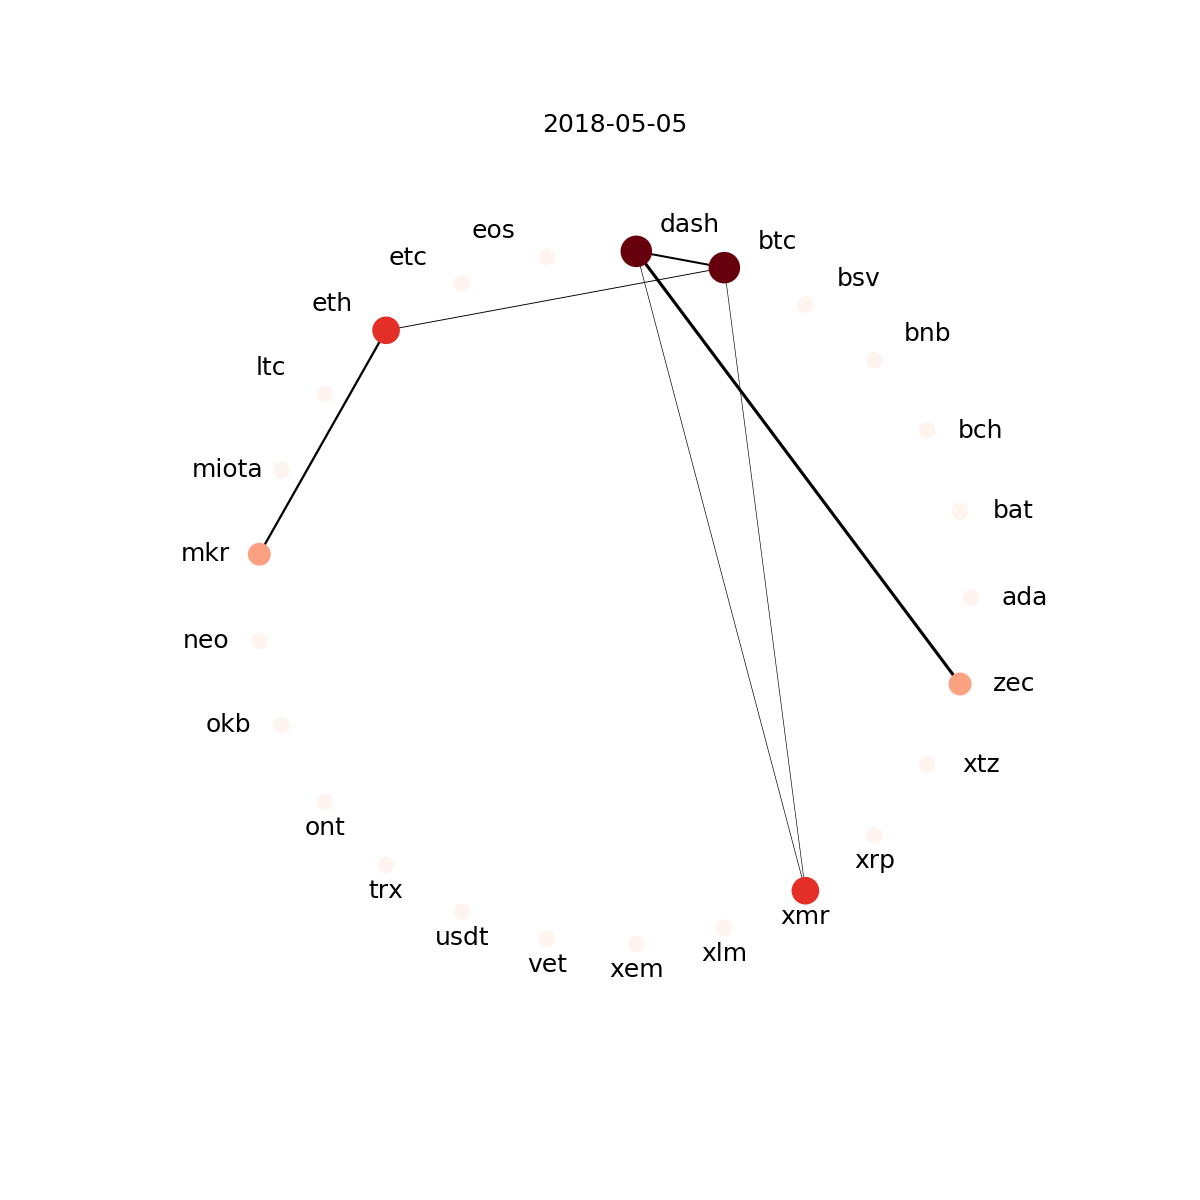 2018-05-05
dash
eos
btc
etc
bsv
eth
bnb
ltc
bch
miota
bat
mkr
ada
neo
zec
okb
xtz
ont
xrp
trx
xmr
usdt
xlm
vet
xem